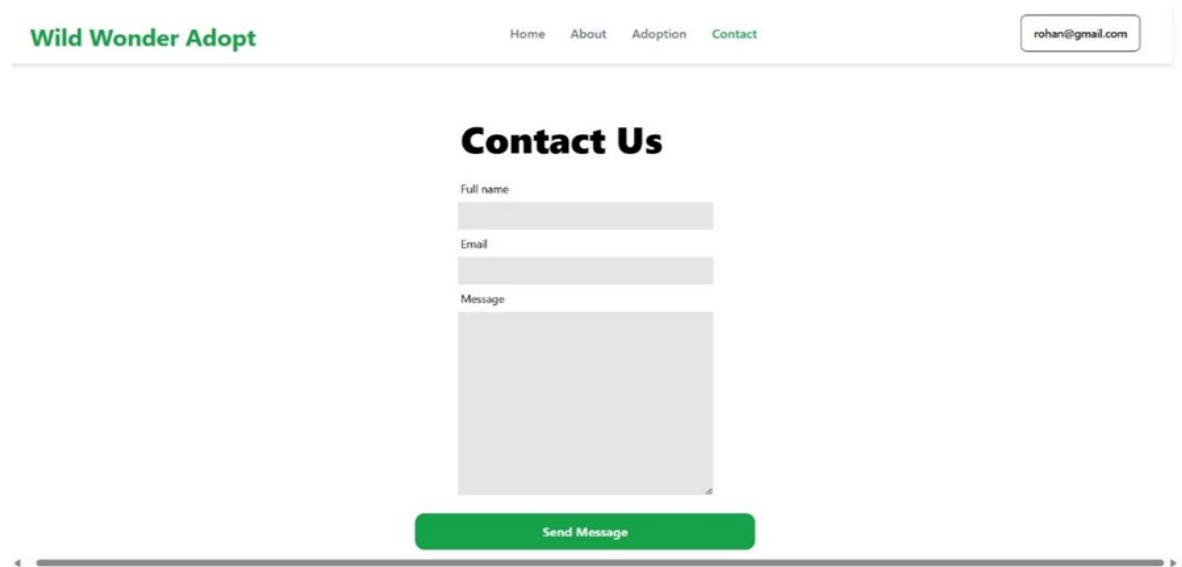 Wild Wonder Adopt
Home About Adoption Contact
rohan@gmail.com
Contact Us
Full name
Email
Message
Send Message